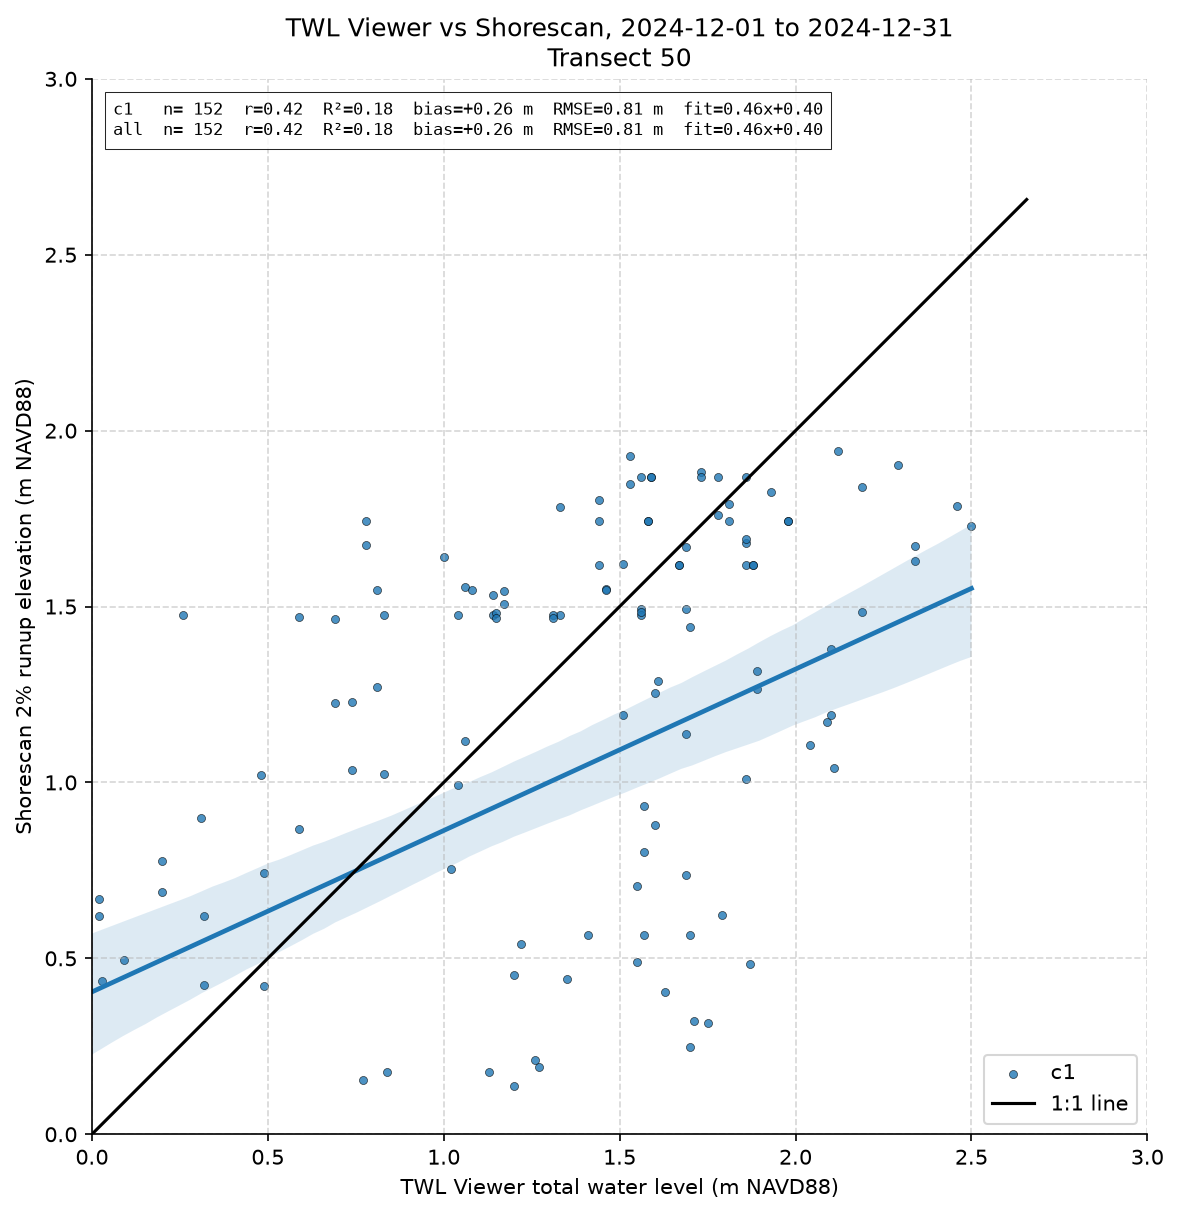 TWL Viewer vs Shorescan, 2024-12-01 to 2024-12-31
Transect 50
c1   n= 152  r=0.42  R²=0.18  bias=+0.26 m  RMSE=0.81 m  fit=0.46x+0.40
all  n= 152  r=0.42  R²=0.18  bias=+0.26 m  RMSE=0.81 m  fit=0.46x+0.40
Shorescan 2% runup elevation (m NAVD88)
3.0
2.5
2.0
1.5
1.0
0.5
0.0
c1
1:1 line
0.0 0.5 1.0 1.5 2.0 2.5 3.0
TWL Viewer total water level (m NAVD88)